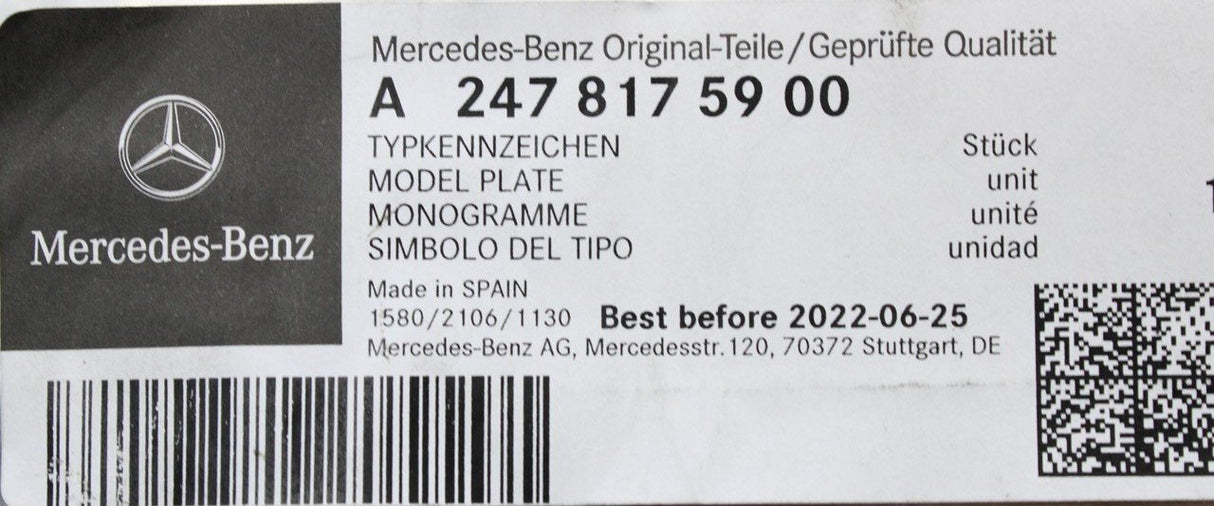 Mercedes-Benz
Mercedes-Benz Original-Teile/Geprüfte Qualität
A 247 817 59 00
TYPKENNZEICHEN Stück
MODEL PLATE unit
MONOGRAMME unité
SIMBOLO DEL TIPO unidad
Made in SPAIN
1580/2106/1130 Best before 2022-06-25
Mercedes-Benz AG, Mercedesstr. 120, 70372 Stuttgart, DE